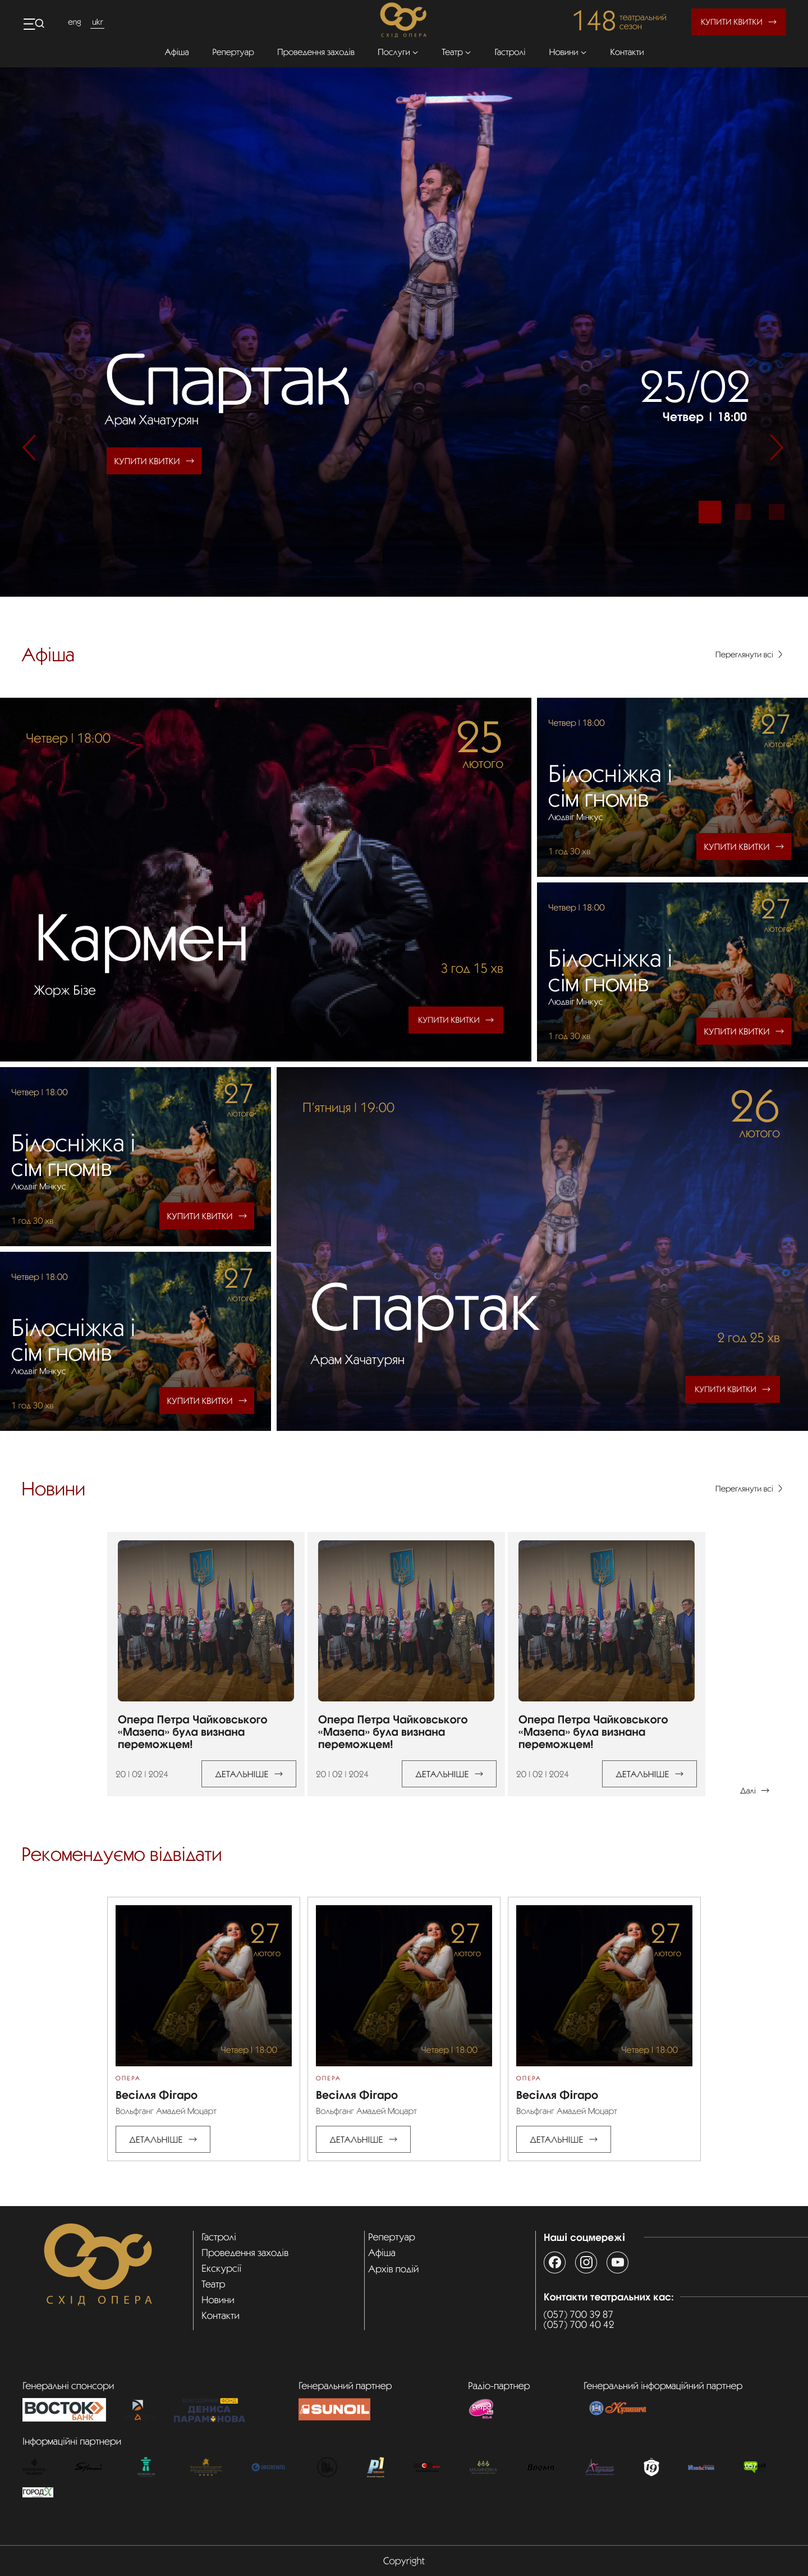 eng ukr
СХІД ОПЕРА
148 театральний
сезон
КУПИТИ КВИТКИ
Афіша Репертуар Проведення заходів Послуги Театр Гастролі Новини Контакти
Спартак
Арам Хачатурян
КУПИТИ КВИТКИ
25/02
Четвер | 18:00
Афіша
Переглянути всі
Четвер | 18:00
25
ЛЮТОГО
Кармен
Жорж Бізе
3 год 15 хв
КУПИТИ КВИТКИ
Четвер | 18:00
27
ЛЮТОГО
Білосніжка і
сім гномів
Людвіг Мінкус
1 год 30 хв
КУПИТИ КВИТКИ
Четвер | 18:00
27
ЛЮТОГО
Білосніжка і
сім гномів
Людвіг Мінкус
1 год 30 хв
КУПИТИ КВИТКИ
Четвер | 18:00
27
ЛЮТОГО
Білосніжка і
сім гномів
Людвіг Мінкус
1 год 30 хв
КУПИТИ КВИТКИ
Четвер | 18:00
27
ЛЮТОГО
Білосніжка і
сім гномів
Людвіг Мінкус
1 год 30 хв
КУПИТИ КВИТКИ
П'ятниця | 19:00
26
ЛЮТОГО
Спартак
Арам Хачатурян
2 год 25 хв
КУПИТИ КВИТКИ
Новини
Переглянути всі
Опера Петра Чайковського
«Мазепа» була визнана
переможцем!
20 | 02 | 2024
ДЕТАЛЬНІШЕ
Опера Петра Чайковського
«Мазепа» була визнана
переможцем!
20 | 02 | 2024
ДЕТАЛЬНІШЕ
Опера Петра Чайковського
«Мазепа» була визнана
переможцем!
20 | 02 | 2024
ДЕТАЛЬНІШЕ
Далі
Рекомендуємо відвідати
27
ЛЮТОГО
Четвер | 18:00
ОПЕРА
Весілля Фігаро
Вольфганг Амадей Моцарт
ДЕТАЛЬНІШЕ
27
ЛЮТОГО
Четвер | 18:00
ОПЕРА
Весілля Фігаро
Вольфганг Амадей Моцарт
ДЕТАЛЬНІШЕ
27
ЛЮТОГО
Четвер | 18:00
ОПЕРА
Весілля Фігаро
Вольфганг Амадей Моцарт
ДЕТАЛЬНІШЕ
СХІД ОПЕРА
Гастролі
Проведення заходів
Екскурсії
Театр
Новини
Контакти
Репертуар
Афіша
Архів подій
Наші соцмережі
Контакти театральних кас:
(057) 700 39 87
(057) 700 40 42
Генеральні спонсори
ВОСТОК
БАНК
ФОНД
ДЕНИСА
ПАРАМОНОВА
Генеральний партнер
SUNOIL
Радіо-партнер
Генеральний інформаційний партнер
Кулиничі
Інформаційні партнери
19
ГОРОД X
Copyright